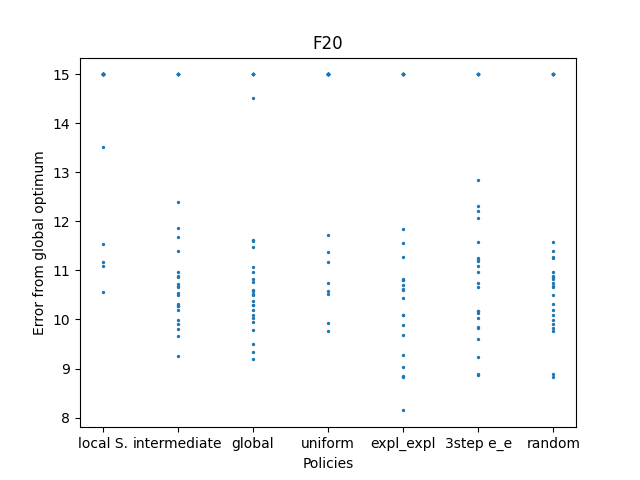 F20
Error from global optimum
15
14
13
12
11
10
9
8
local S. intermediate global uniform expl_expl 3step e_e random
Policies